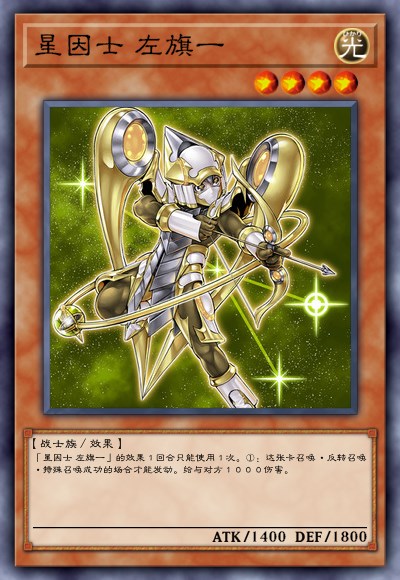 星因士 左旗一
光
【战士族／效果】
「星因士 左旗一」的效果１回合只能使用１次。①：这张卡召唤·反转召唤
·特殊召唤成功的场合才能发动。给与对方１０００伤害。
ATK/1400 DEF/1800